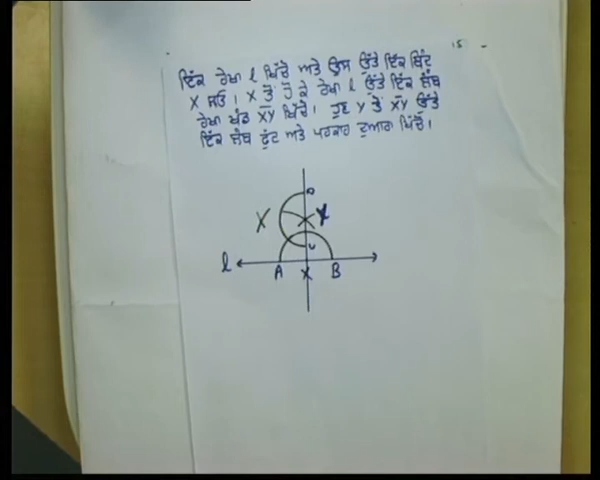 15
ਇੱਕ ਰੇਖਾ l ਖਿੱਚੋ ਅਤੇ ਉਸ ਉੱਤੇ ਇੱਕ ਬਿੰਦੂ
X ਲਓ। X ਤੋਂ ਹੋ ਕੇ ਰੇਖਾ l ਉੱਤੇ ਇੱਕ ਲੰਬ
ਰੇਖਾ ਖੰਡ XY ਖਿੱਚੋ। ਹੁਣ Y ਤੋਂ XY ਉੱਤੇ
ਇੱਕ ਲੰਬ ਫੁੱਟ ਅਤੇ ਪਰਕਾਰ ਦੁਆਰਾ ਖਿੱਚੋ।
D
X Y
C
l A X B